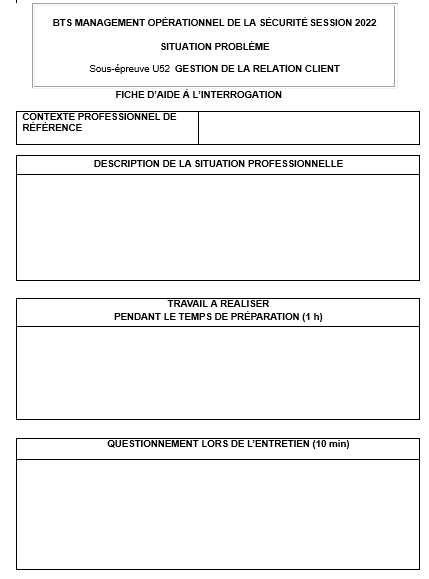 BTS MANAGEMENT OPÉRATIONNEL DE LA SÉCURITÉ SESSION 2022
SITUATION PROBLÉME
Sous-épreuve U52 GESTION DE LA RELATION CLIENT
FICHE D'AIDE À L'INTERROGATION
CONTEXTE PROFESSIONNEL DE
RÉFÉRENCE
DESCRIPTION DE LA SITUATION PROFESSIONNELLE
TRAVAIL A REALISER
PENDANT LE TEMPS DE PRÉPARATION (1 h)
QUESTIONNEMENT LORS DE L'ENTRETIEN (10 min)